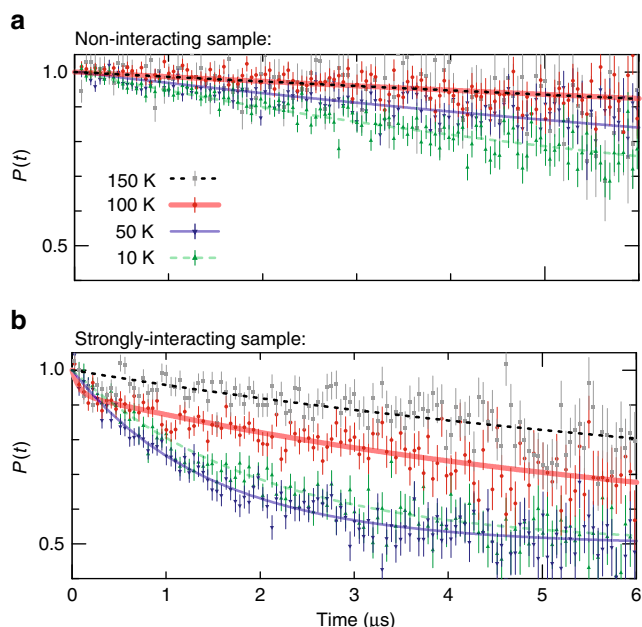 a
Non-interacting sample:
1.0
P(t)
150 K
100 K
50 K
10 K
0.5
b
Strongly-interacting sample:
1.0
P(t)
0.5
0 1 2 3 4 5 6
Time (μs)